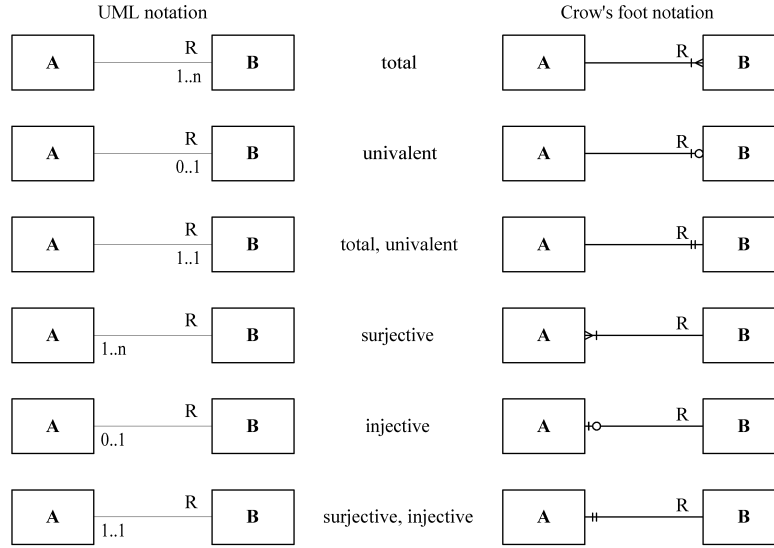 UML notation Crow's foot notation
A R B 1..n total A R B
A R B 0..1 univalent A R B
A R B 1..1 total, univalent A R B
A R B 1..n surjective A R B
A R B 0..1 injective A R B
A R B 1..1 surjective, injective A R B